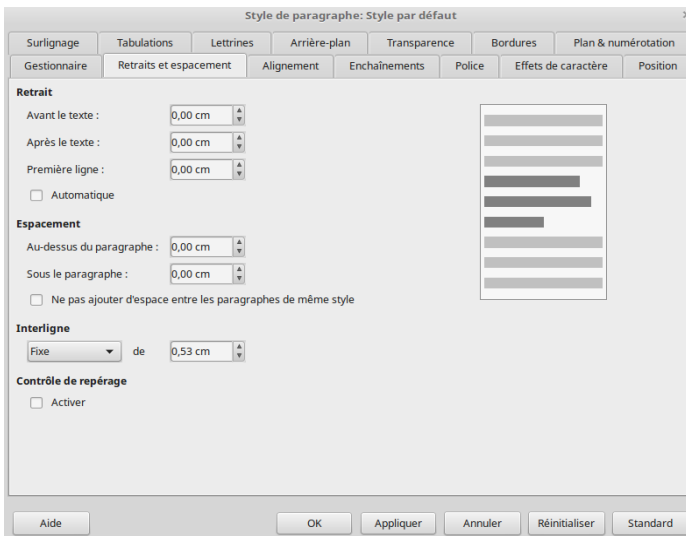 Style de paragraphe: Style par défaut
Surlignage Tabulations Lettrines Arrière-plan Transparence Bordures Plan & numérotation
Gestionnaire Retraits et espacement Alignement Enchaînements Police Effets de caractère Position
Retrait
Avant le texte : 0,00 cm
Après le texte : 0,00 cm
Première ligne : 0,00 cm
Automatique
Espacement
Au-dessus du paragraphe : 0,00 cm
Sous le paragraphe : 0,00 cm
Ne pas ajouter d'espace entre les paragraphes de même style
Interligne
Fixe de 0,53 cm
Contrôle de repérage
Activer
Aide OK Appliquer Annuler Réinitialiser Standard